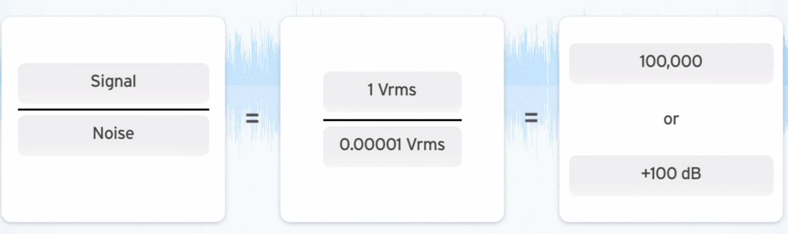 Signal
Noise
=
1 Vrms
0.00001 Vrms
=
100,000
or
+100 dB